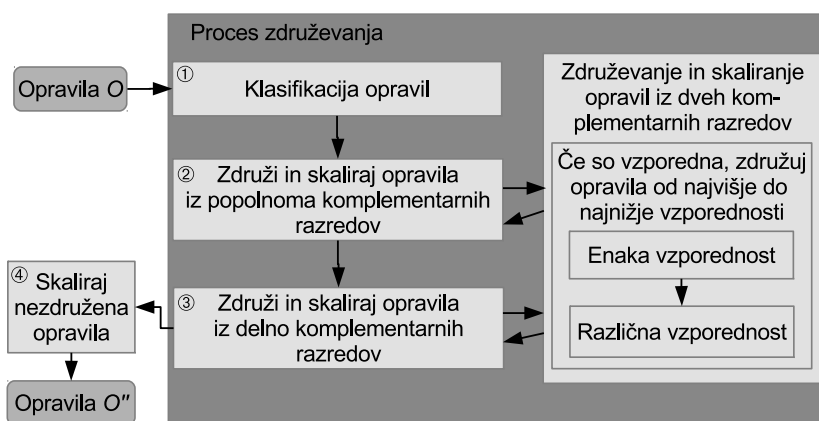 Proces združevanja
Opravila O
①
Klasifikacija opravil
②
Združi in skaliraj opravila
iz popolnoma komplementarnih
razredov
③
Združi in skaliraj opravila
iz delno komplementarnih
razredov
④
Skaliraj
nezdružena
opravila
Opravila O"
Združevanje in skaliranje
opravil iz dveh kom-
plementarnih razredov
Če so vzporedna, združuj
opravila od najvišje do
najnižje vzporednosti
Enaka vzporednost
Različna vzporednost